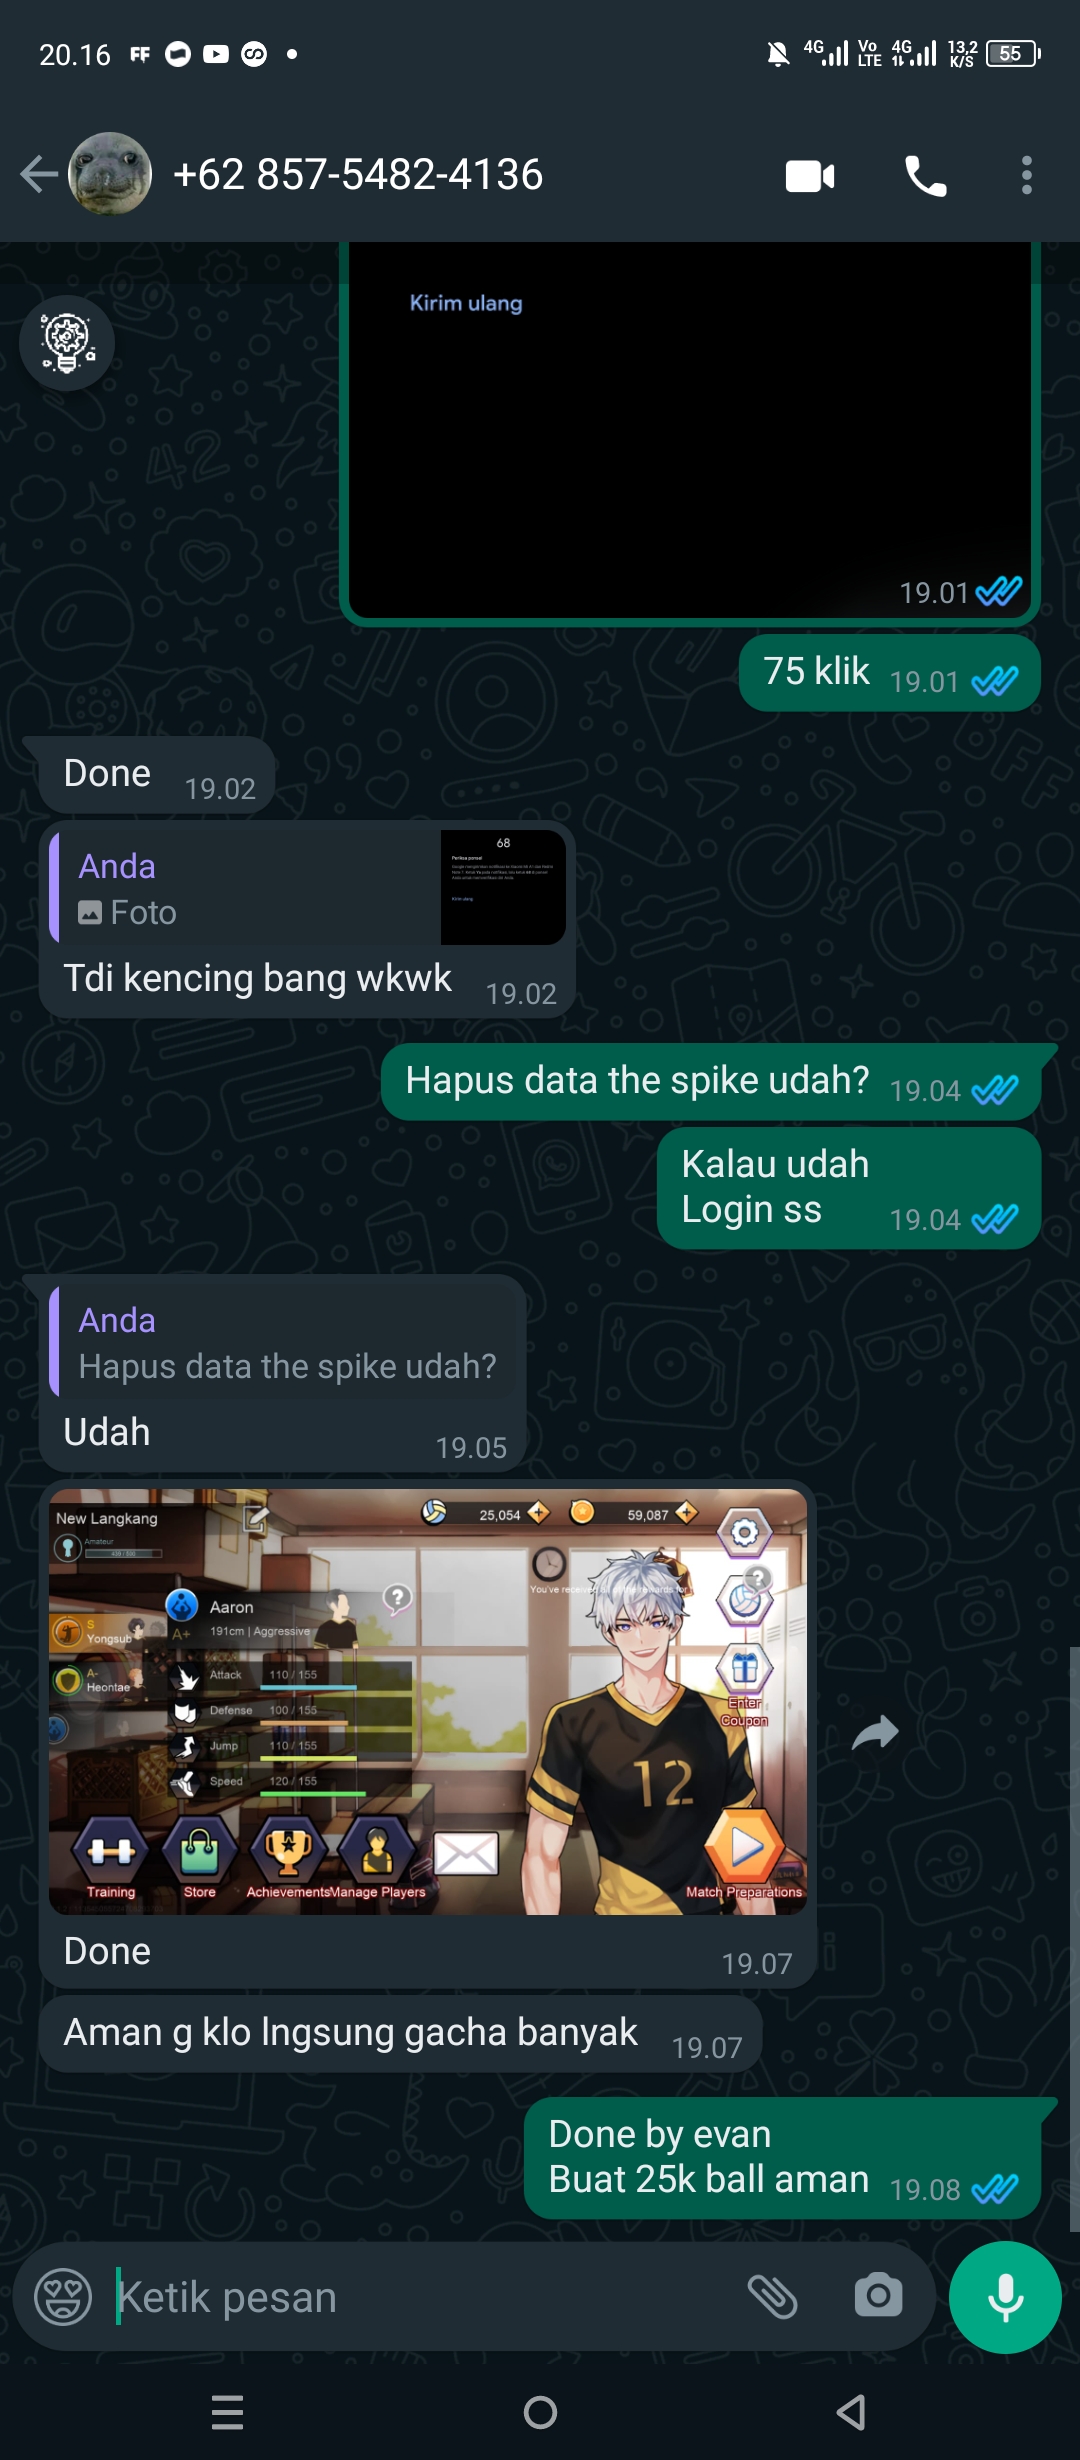 20.16
4G
Vo
LTE
4G
13,2
K/S
55
+62 857-5482-4136
Kirim ulang
19.01
75 klik 19.01
Done 19.02
Anda
Foto
68
Tdi kencing bang wkwk 19.02
Hapus data the spike udah? 19.04
Kalau udah
Login ss 19.04
Anda
Hapus data the spike udah?
Udah 19.05
New Langkang
25,054
59,087
Amateur
You've received all of the rewards for
Aaron
A+ 191cm | Aggressive
S
Yongsub
A-
Heontae
Attack 110 / 155
Defense 100 / 155
Jump 110 / 155
Speed 120 / 155
Enter
Coupon
12
Training
Store
Achievements
Manage Players
Match Preparations
Done 19.07
Aman g klo lngsung gacha banyak 19.07
Done by evan
Buat 25k ball aman 19.08
Ketik pesan